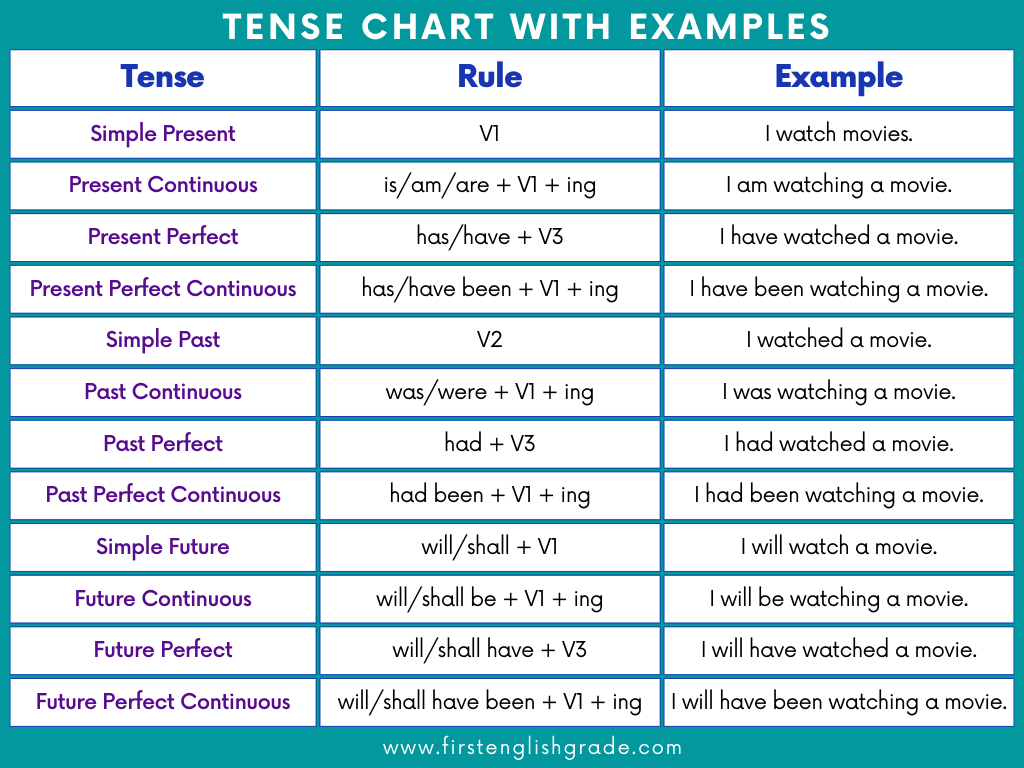 TENSE CHART WITH EXAMPLES
Tense Rule Example
Simple Present V1 I watch movies.
Present Continuous is/am/are + V1 + ing I am watching a movie.
Present Perfect has/have + V3 I have watched a movie.
Present Perfect Continuous has/have been + V1 + ing I have been watching a movie.
Simple Past V2 I watched a movie.
Past Continuous was/were + V1 + ing I was watching a movie.
Past Perfect had + V3 I had watched a movie.
Past Perfect Continuous had been + V1 + ing I had been watching a movie.
Simple Future will/shall + V1 I will watch a movie.
Future Continuous will/shall be + V1 + ing I will be watching a movie.
Future Perfect will/shall have + V3 I will have watched a movie.
Future Perfect Continuous will/shall have been + V1 + ing I will have been watching a movie.
www.firstenglishgrade.com